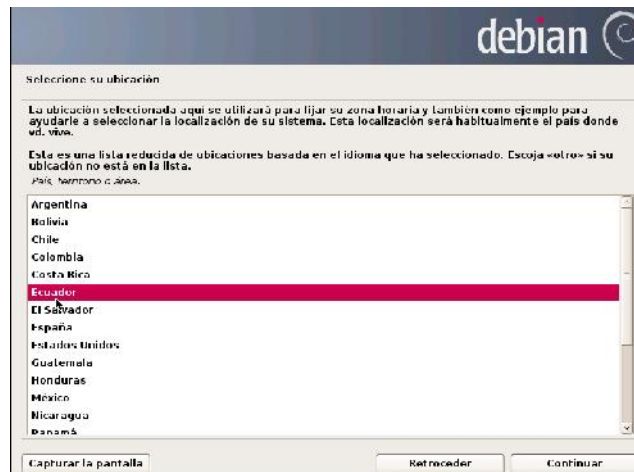 debian
Seleccione su ubicación
La ubicación seleccionada aquí se utilizará para fijar su zona horaria y también como ejemplo para
ayudarle a seleccionar la localización de su sistema. Esta localización será habitualmente el país donde
vd. vive.
Esta es una lista reducida de ubicaciones basada en el idioma que ha seleccionado. Escoja «otro» si su
ubicación no está en la lista.
País, territorio o área:
Argentina
Bolivia
Chile
Colombia
Costa Rica
Ecuador
El Salvador
España
Estados Unidos
Guatemala
Honduras
México
Nicaragua
Panamá
Capturar la pantalla
Retroceder
Continuar